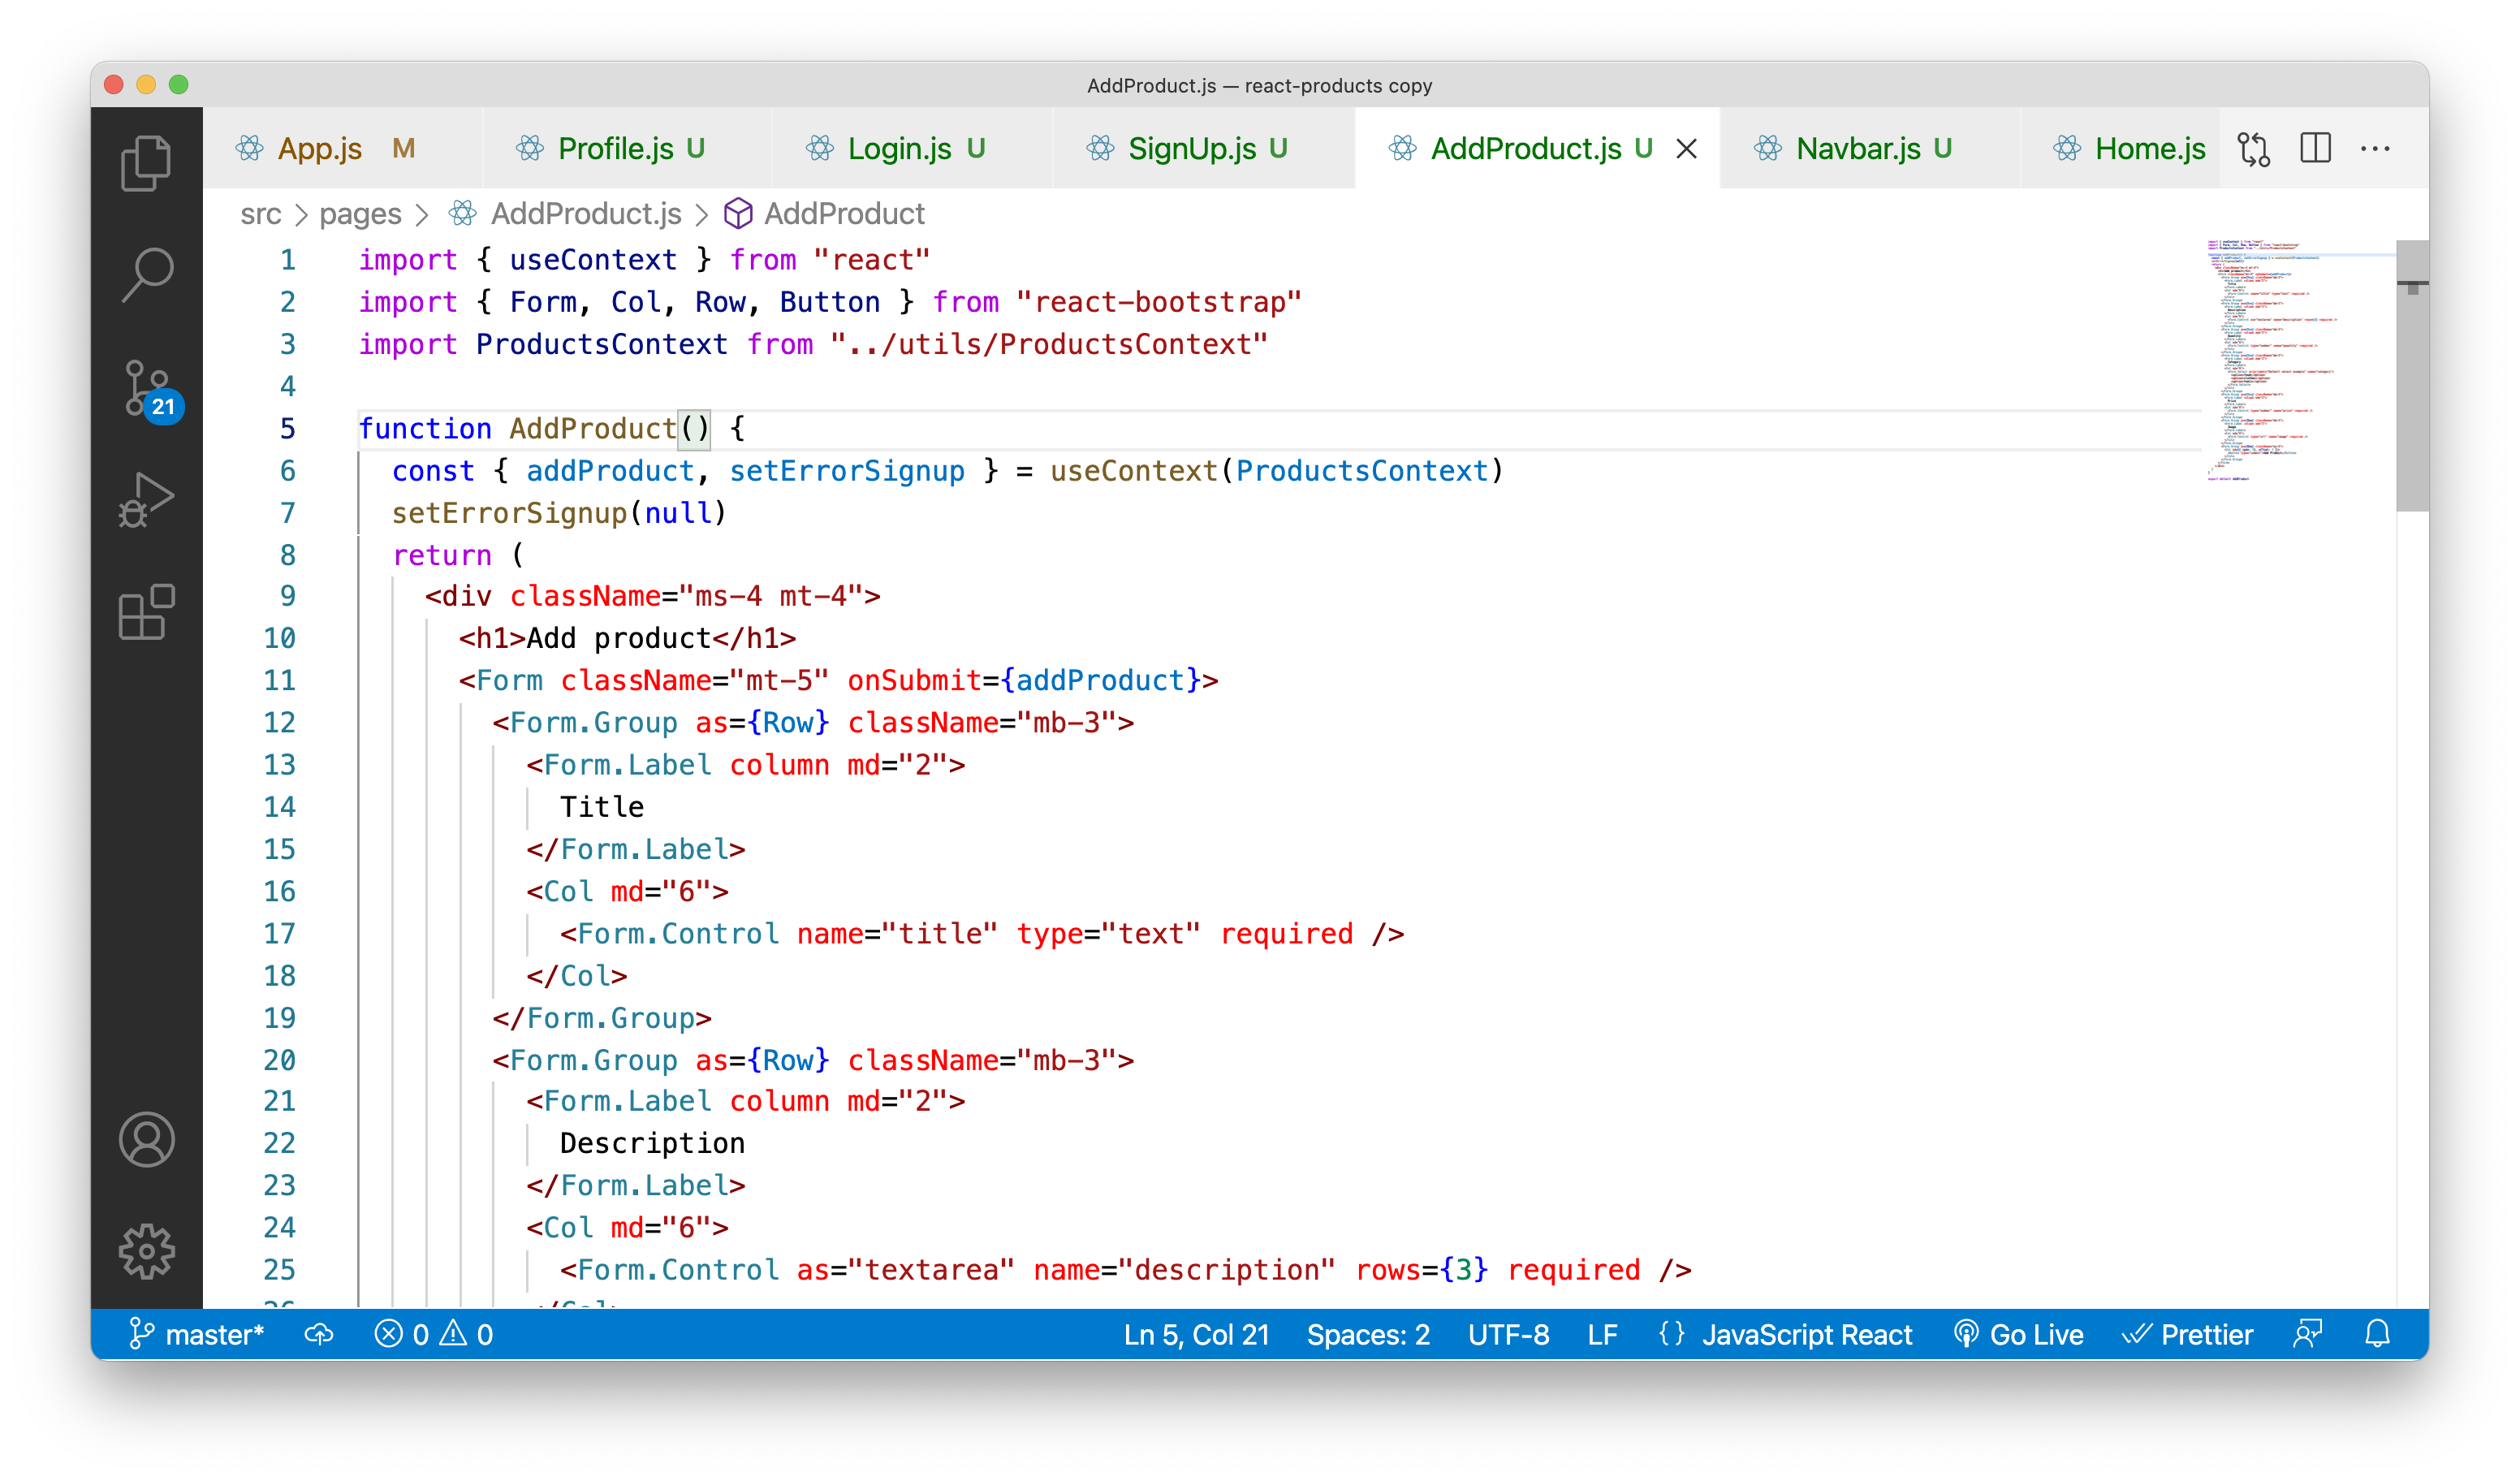 AddProduct.js — react-products copy
App.js M Profile.js U Login.js U SignUp.js U AddProduct.js U Navbar.js U Home.js
src > pages > AddProduct.js > AddProduct
1 import { useContext } from "react"
2 import { Form, Col, Row, Button } from "react-bootstrap"
3 import ProductsContext from "../utils/ProductsContext"
4
5 function AddProduct() {
6 const { addProduct, setErrorSignup } = useContext(ProductsContext)
7 setErrorSignup(null)
8 return (
9 <div className="ms-4 mt-4">
10 <h1>Add product</h1>
11 <Form className="mt-5" onSubmit={addProduct}>
12 <Form.Group as={Row} className="mb-3">
13 <Form.Label column md="2">
14 Title
15 </Form.Label>
16 <Col md="6">
17 <Form.Control name="title" type="text" required />
18 </Col>
19 </Form.Group>
20 <Form.Group as={Row} className="mb-3">
21 <Form.Label column md="2">
22 Description
23 </Form.Label>
24 <Col md="6">
25 <Form.Control as="textarea" name="description" rows={3} required />
21
master* 0 0 Ln 5, Col 21 Spaces: 2 UTF-8 LF {} JavaScript React Go Live Prettier